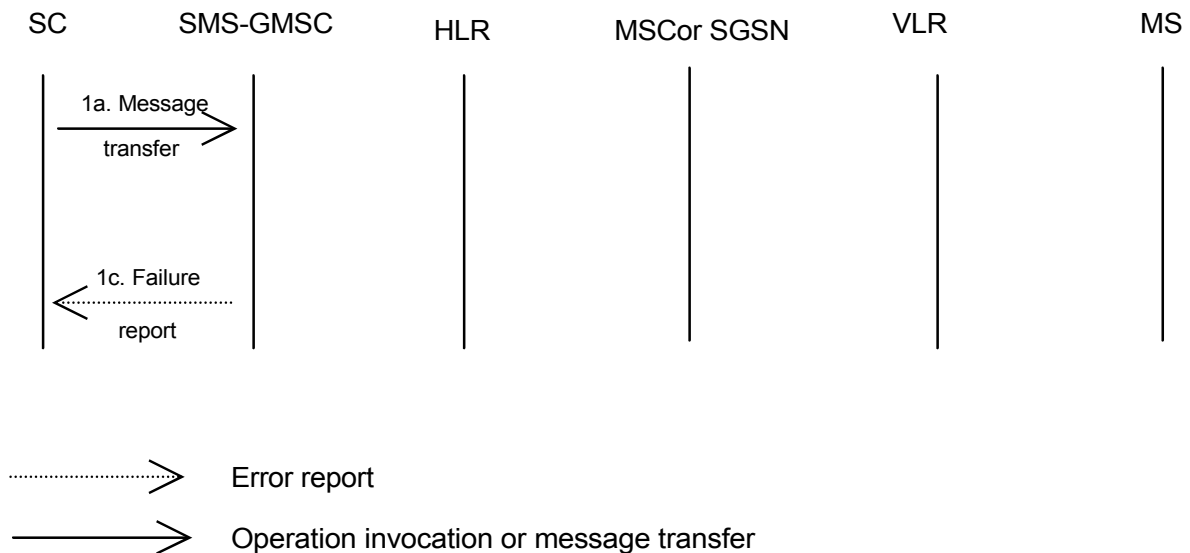 SC SMS-GMSC HLR MSCor SGSN VLR MS
1a. Message
transfer
1c. Failure
report
Error report
Operation invocation or message transfer